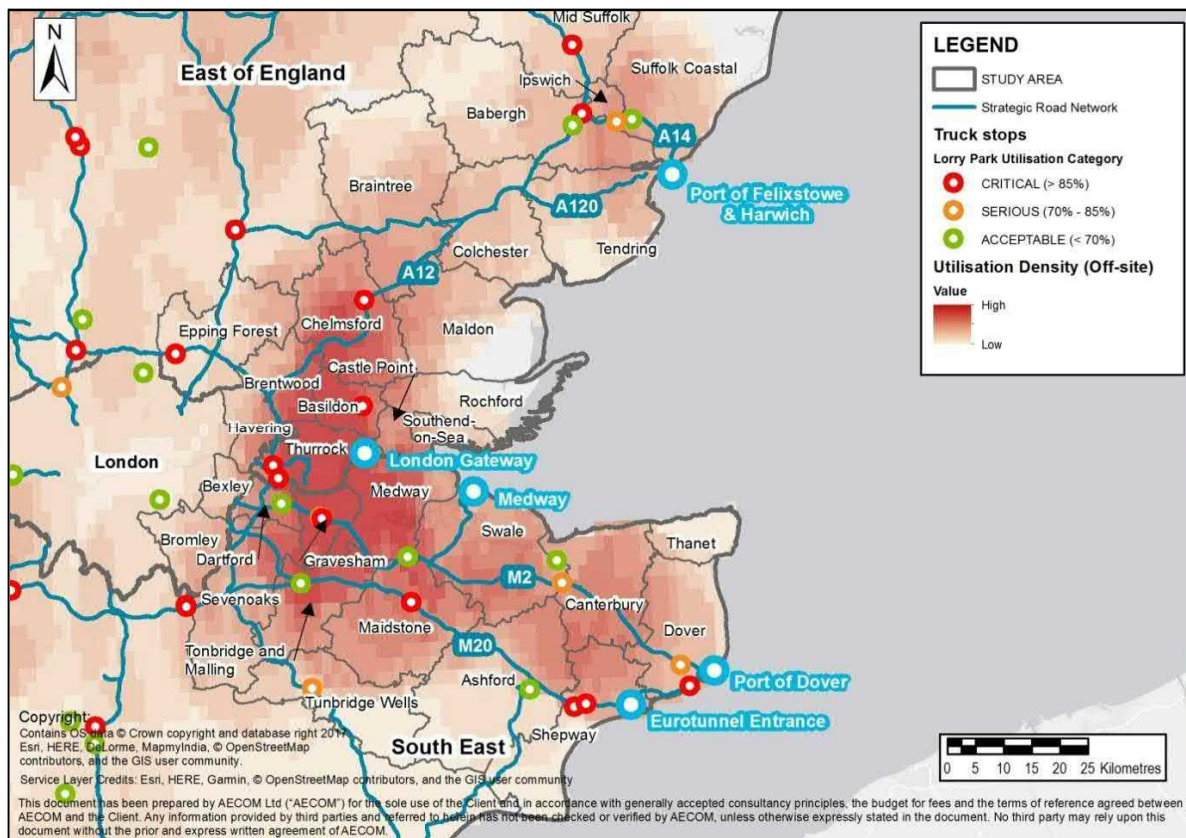 N
East of England
Mid Suffolk
Suffolk Coastal
Ipswich
Babergh
A14
Port of Felixstowe
& Harwich
Braintree
A120
Colchester
Tendring
A12
Chelmsford
Epping Forest
Maldon
Castle Point
Brentwood
Basildon
Rochford
Southend-
on-Sea
Havering
Thurrock
London
London Gateway
Bexley
Medway
Medway
Swale
Bromley
Dartford
Gravesham
Thanet
M2
Sevenoaks
Canterbury
Maidstone
Dover
Tonbridge and
Malling
M20
Ashford
Port of Dover
Tunbridge Wells
Eurotunnel Entrance
Shepway
South East
LEGEND
STUDY AREA
Strategic Road Network
Truck stops
Lorry Park Utilisation Category
CRITICAL (> 85%)
SERIOUS (70% - 85%)
ACCEPTABLE (< 70%)
Utilisation Density (Off-site)
Value
High
Low
0 5 10 15 20 25 Kilometres
Copyright:
Contains OS data © Crown copyright and database right 2017
Esri, HERE, DeLorme, MapmyIndia, © OpenStreetMap
contributors, and the GIS user community.
Service Layer Credits: Esri, HERE, Garmin, © OpenStreetMap contributors, and the GIS user community
This document has been prepared by AECOM Ltd ("AECOM") for the sole use of the Client and in accordance with generally accepted consultancy principles, the budget for fees and the terms of reference agreed between
AECOM and the Client. Any information provided by third parties and referred to herein has not been checked or verified by AECOM, unless otherwise expressly stated in the document. No third party may rely upon this
document without the prior and express written agreement of AECOM.